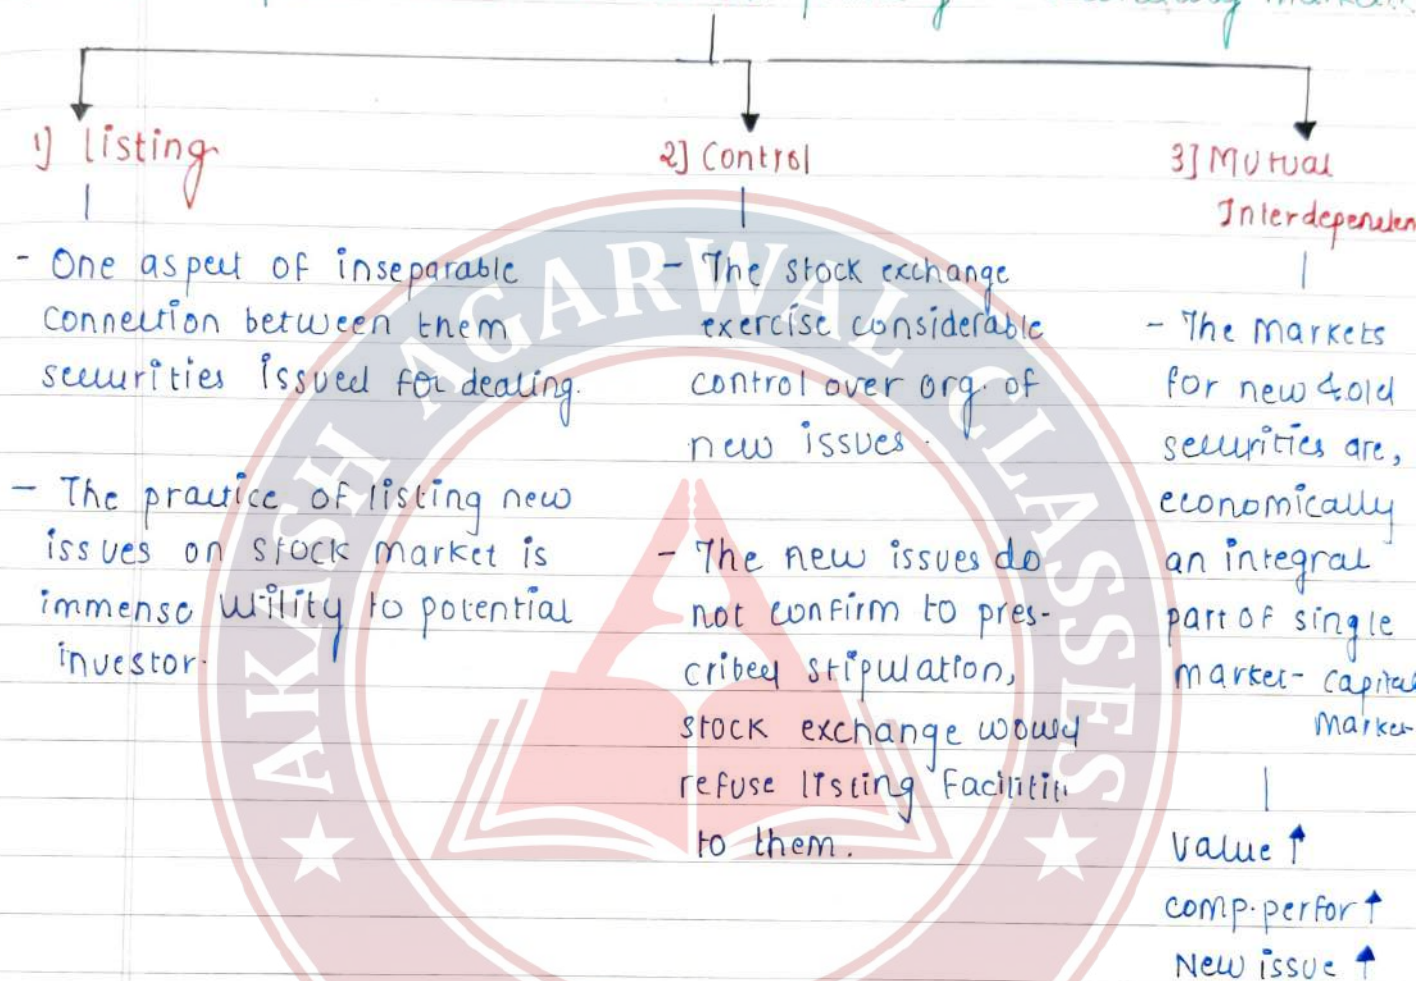 secondary market
1] listing
2] Control
3] Mutual
Interdependen
- One aspect of inseparable
connection between them
securities issued for dealing.
- The practice of listing new
issues on stock market is
immense utility to potential
investor.
- The stock exchange
exercise considerable
control over org. of
new issues.
- The new issues do
not confirm to pres-
cribed stipulation,
stock exchange would
refuse listing facilitii
to them.
- The markets
for new & old
securities are,
economically
an integral
part of single
market- capital
market
value ↑
comp. perfor ↑
New issue ↑
AKASH AGARWAL CLASSES